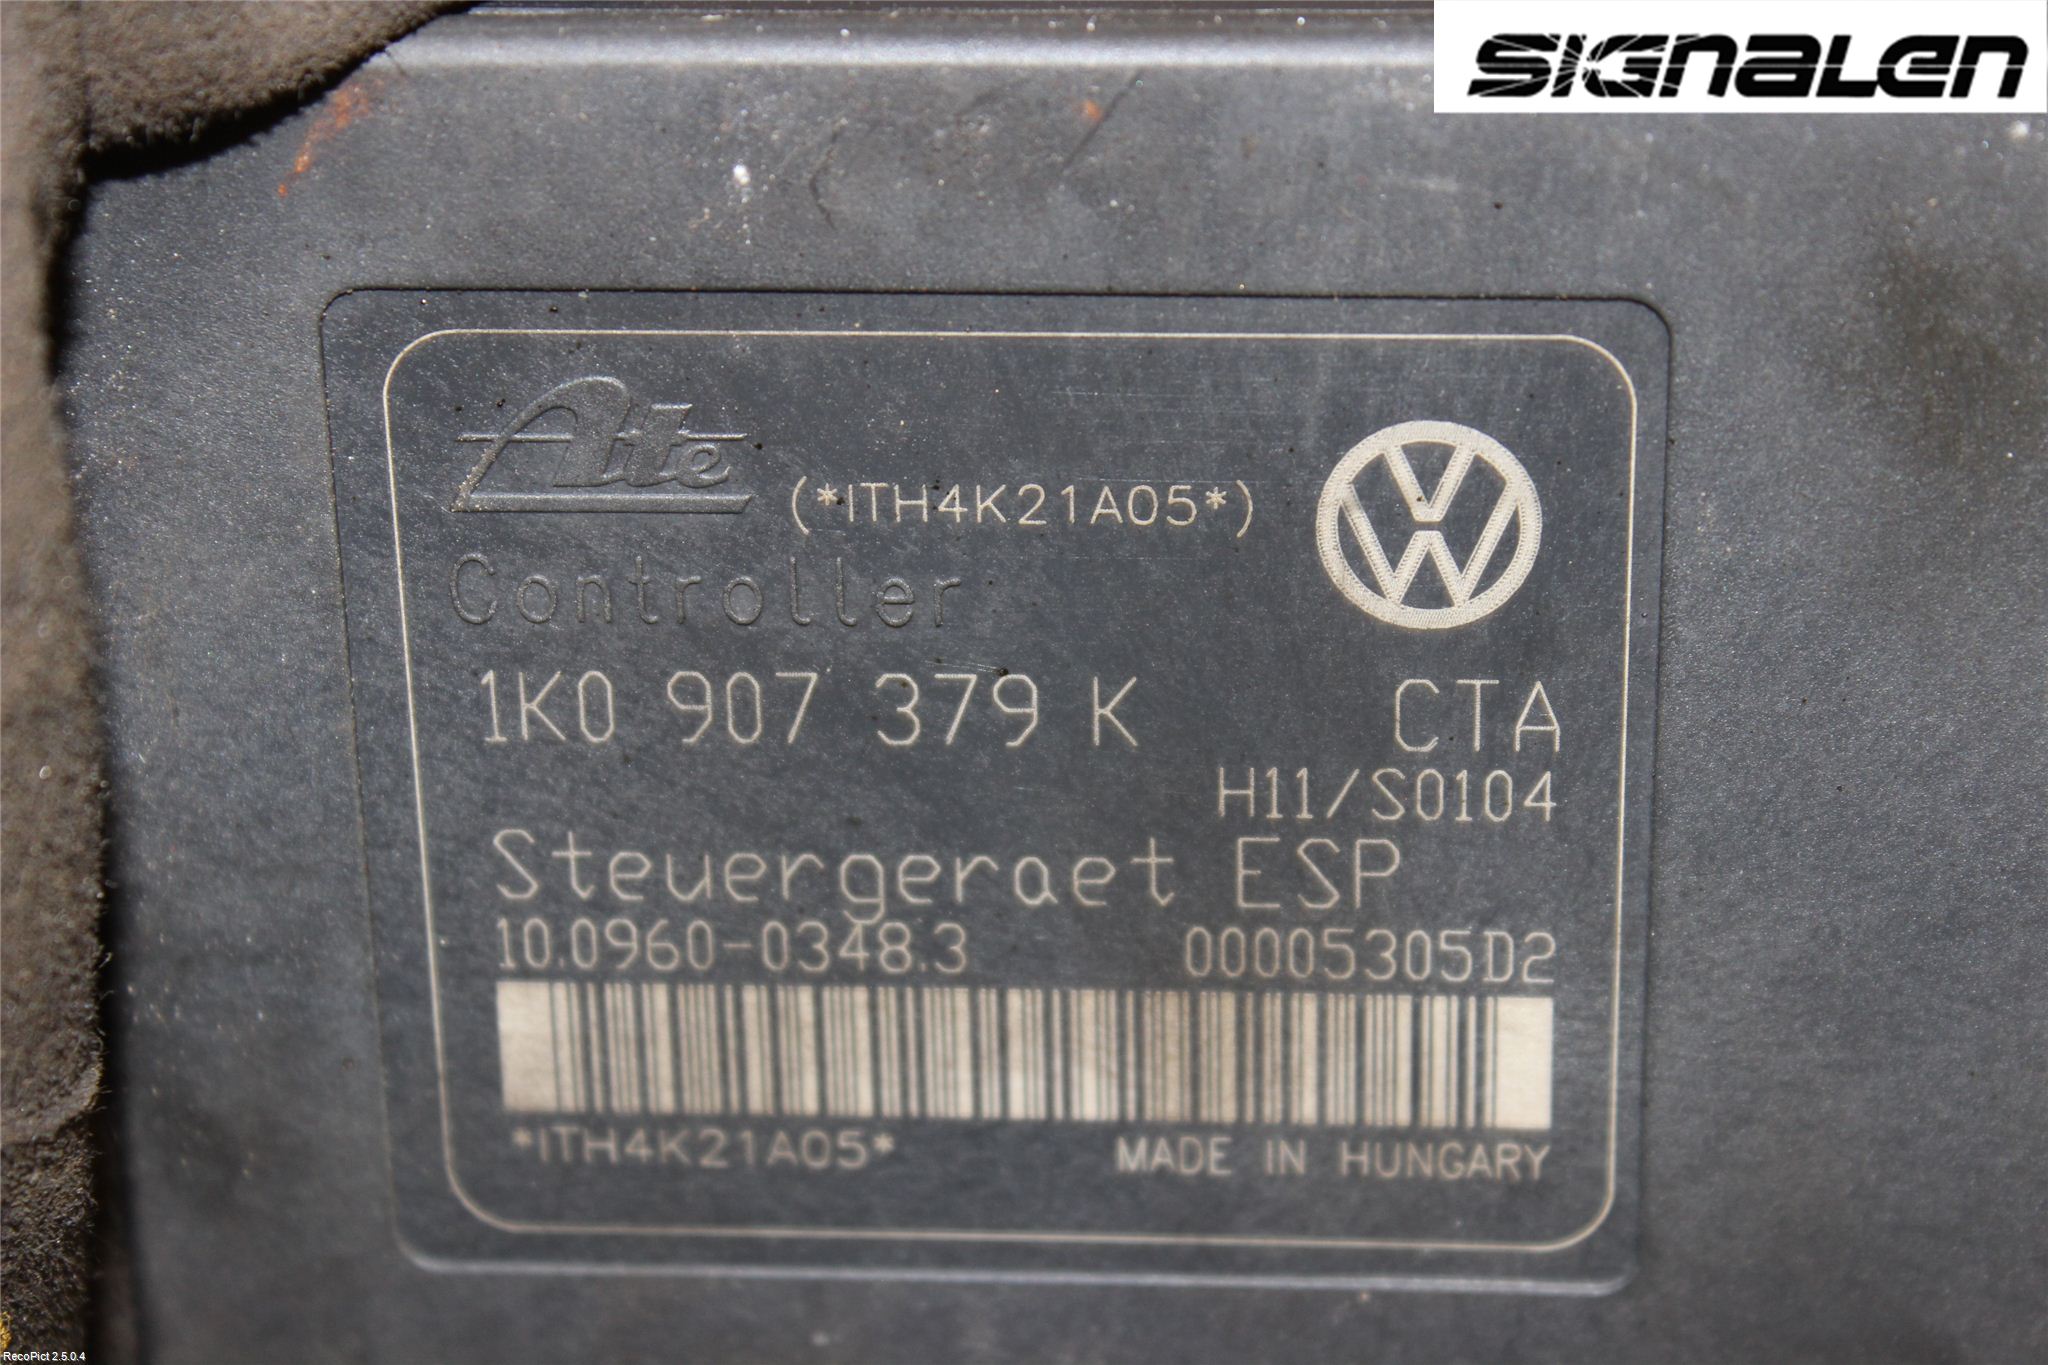 SIGNALEN
Ate
(*ITH4K21A05*)
Controller
1K0 907 379 K CTA
H11/S0104
Steuergeraet ESP
10.0960-0348.3 00005305D2
*ITH4K21A05* MADE IN HUNGARY
RecoPict 2.5.0.4